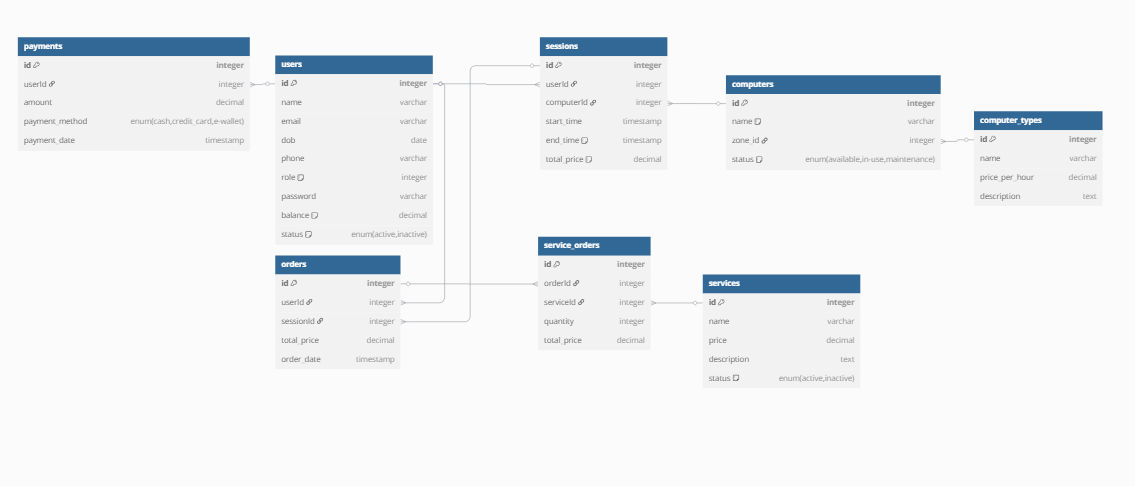 payments
id integer
userId integer
amount decimal
payment_method enum(cash,credit_card,e-wallet)
payment_date timestamp
users
id integer
name varchar
email varchar
dob date
phone varchar
role integer
password varchar
balance decimal
status enum(active,inactive)
orders
id integer
userId integer
sessionId integer
total_price decimal
order_date timestamp
sessions
id integer
userId integer
computerId integer
start_time timestamp
end_time timestamp
total_price decimal
service_orders
id integer
orderId integer
serviceId integer
quantity integer
total_price decimal
computers
id integer
name varchar
zone_id integer
status enum(available,in-use,maintenance)
services
id integer
name varchar
price decimal
description text
status enum(active,inactive)
computer_types
id integer
name varchar
price_per_hour decimal
description text